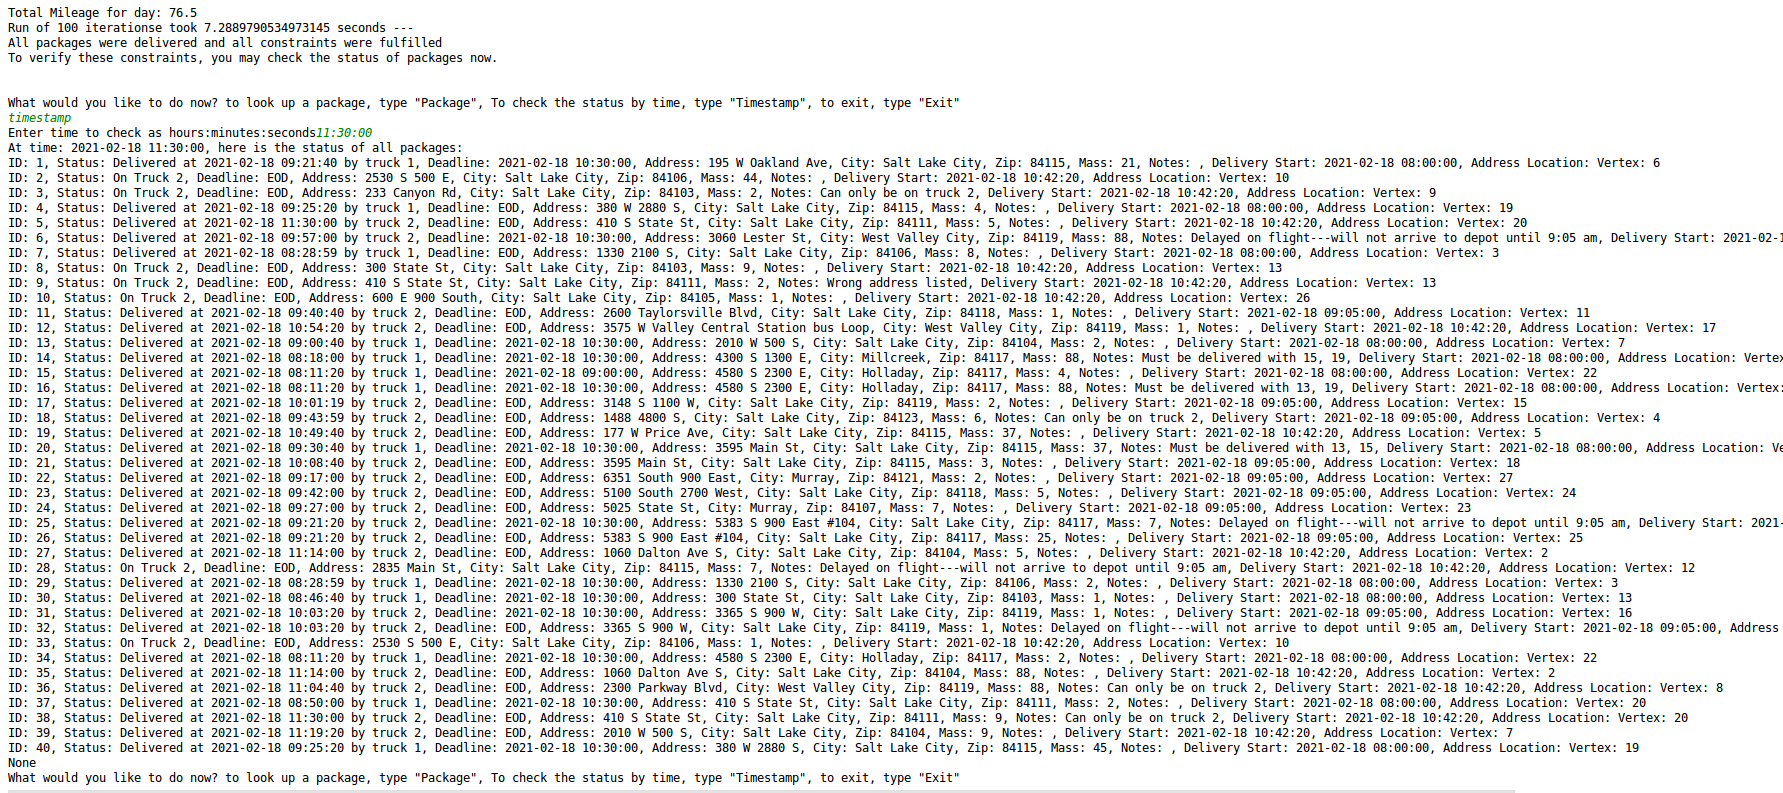 Total Mileage for day: 76.5
Run of 100 iterationse took 7.2889790534973145 seconds ---
All packages were delivered and all constraints were fulfilled
To verify these constraints, you may check the status of packages now.
What would you like to do now? to look up a package, type "Package", To check the status by time, type "Timestamp", to exit, type "Exit"
timestamp
Enter time to check as hours:minutes:seconds11:30:00
At time: 2021-02-18 11:30:00, here is the status of all packages:
ID: 1, Status: Delivered at 2021-02-18 09:21:40 by truck 1, Deadline: 2021-02-18 10:30:00, Address: 195 W Oakland Ave, City: Salt Lake City, Zip: 84115, Mass: 21, Notes: , Delivery Start: 2021-02-18 08:00:00, Address Location: Vertex: 6
ID: 2, Status: On Truck 2, Deadline: EOD, Address: 2530 S 500 E, City: Salt Lake City, Zip: 84106, Mass: 44, Notes: , Delivery Start: 2021-02-18 10:42:20, Address Location: Vertex: 10
ID: 3, Status: On Truck 2, Deadline: EOD, Address: 233 Canyon Rd, City: Salt Lake City, Zip: 84103, Mass: 2, Notes: Can only be on truck 2, Delivery Start: 2021-02-18 10:42:20, Address Location: Vertex: 9
ID: 4, Status: Delivered at 2021-02-18 09:25:20 by truck 1, Deadline: EOD, Address: 380 W 2880 S, City: Salt Lake City, Zip: 84115, Mass: 4, Notes: , Delivery Start: 2021-02-18 08:00:00, Address Location: Vertex: 19
ID: 5, Status: Delivered at 2021-02-18 11:30:00 by truck 2, Deadline: EOD, Address: 410 S State St, City: Salt Lake City, Zip: 84111, Mass: 5, Notes: , Delivery Start: 2021-02-18 10:42:20, Address Location: Vertex: 20
ID: 6, Status: Delivered at 2021-02-18 09:57:00 by truck 2, Deadline: 2021-02-18 10:30:00, Address: 3060 Lester St, City: West Valley City, Zip: 84119, Mass: 88, Notes: Delayed on flight---will not arrive to depot until 9:05 am, Delivery Start: 2021-02-1
ID: 7, Status: Delivered at 2021-02-18 08:28:59 by truck 1, Deadline: EOD, Address: 1330 2100 S, City: Salt Lake City, Zip: 84106, Mass: 8, Notes: , Delivery Start: 2021-02-18 08:00:00, Address Location: Vertex: 3
ID: 8, Status: On Truck 2, Deadline: EOD, Address: 300 State St, City: Salt Lake City, Zip: 84103, Mass: 9, Notes: , Delivery Start: 2021-02-18 10:42:20, Address Location: Vertex: 13
ID: 9, Status: On Truck 2, Deadline: EOD, Address: 410 S State St, City: Salt Lake City, Zip: 84111, Mass: 2, Notes: Wrong address listed, Delivery Start: 2021-02-18 10:42:20, Address Location: Vertex: 13
ID: 10, Status: On Truck 2, Deadline: EOD, Address: 600 E 900 South, City: Salt Lake City, Zip: 84105, Mass: 1, Notes: , Delivery Start: 2021-02-18 10:42:20, Address Location: Vertex: 26
ID: 11, Status: Delivered at 2021-02-18 09:40:40 by truck 2, Deadline: EOD, Address: 2600 Taylorsville Blvd, City: Salt Lake City, Zip: 84118, Mass: 1, Notes: , Delivery Start: 2021-02-18 09:05:00, Address Location: Vertex: 11
ID: 12, Status: Delivered at 2021-02-18 10:54:20 by truck 2, Deadline: EOD, Address: 3575 W Valley Central Station bus Loop, City: West Valley City, Zip: 84119, Mass: 1, Notes: , Delivery Start: 2021-02-18 10:42:20, Address Location: Vertex: 17
ID: 13, Status: Delivered at 2021-02-18 09:00:40 by truck 1, Deadline: 2021-02-18 10:30:00, Address: 2010 W 500 S, City: Salt Lake City, Zip: 84104, Mass: 2, Notes: , Delivery Start: 2021-02-18 08:00:00, Address Location: Vertex: 7
ID: 14, Status: Delivered at 2021-02-18 08:18:00 by truck 1, Deadline: 2021-02-18 10:30:00, Address: 4300 S 1300 E, City: Millcreek, Zip: 84117, Mass: 88, Notes: Must be delivered with 15, 19, Delivery Start: 2021-02-18 08:00:00, Address Location: Vertex
ID: 15, Status: Delivered at 2021-02-18 08:11:20 by truck 1, Deadline: 2021-02-18 09:00:00, Address: 4580 S 2300 E, City: Holladay, Zip: 84117, Mass: 4, Notes: , Delivery Start: 2021-02-18 08:00:00, Address Location: Vertex: 22
ID: 16, Status: Delivered at 2021-02-18 08:11:20 by truck 1, Deadline: 2021-02-18 10:30:00, Address: 4580 S 2300 E, City: Holladay, Zip: 84117, Mass: 88, Notes: Must be delivered with 13, 19, Delivery Start: 2021-02-18 08:00:00, Address Location: Vertex:
ID: 17, Status: Delivered at 2021-02-18 10:01:19 by truck 2, Deadline: EOD, Address: 3148 S 1100 W, City: Salt Lake City, Zip: 84119, Mass: 2, Notes: , Delivery Start: 2021-02-18 09:05:00, Address Location: Vertex: 15
ID: 18, Status: Delivered at 2021-02-18 09:43:59 by truck 2, Deadline: EOD, Address: 1488 4800 S, City: Salt Lake City, Zip: 84123, Mass: 6, Notes: Can only be on truck 2, Delivery Start: 2021-02-18 09:05:00, Address Location: Vertex: 4
ID: 19, Status: Delivered at 2021-02-18 10:49:40 by truck 2, Deadline: EOD, Address: 177 W Price Ave, City: Salt Lake City, Zip: 84115, Mass: 37, Notes: , Delivery Start: 2021-02-18 10:42:20, Address Location: Vertex: 5
ID: 20, Status: Delivered at 2021-02-18 09:30:40 by truck 1, Deadline: 2021-02-18 10:30:00, Address: 3595 Main St, City: Salt Lake City, Zip: 84115, Mass: 37, Notes: Must be delivered with 13, 15, Delivery Start: 2021-02-18 08:00:00, Address Location: Ve
ID: 21, Status: Delivered at 2021-02-18 10:08:40 by truck 2, Deadline: EOD, Address: 3595 Main St, City: Salt Lake City, Zip: 84115, Mass: 3, Notes: , Delivery Start: 2021-02-18 09:05:00, Address Location: Vertex: 18
ID: 22, Status: Delivered at 2021-02-18 09:17:00 by truck 2, Deadline: EOD, Address: 6351 South 900 East, City: Murray, Zip: 84121, Mass: 2, Notes: , Delivery Start: 2021-02-18 09:05:00, Address Location: Vertex: 27
ID: 23, Status: Delivered at 2021-02-18 09:42:00 by truck 2, Deadline: EOD, Address: 5100 South 2700 West, City: Salt Lake City, Zip: 84118, Mass: 5, Notes: , Delivery Start: 2021-02-18 09:05:00, Address Location: Vertex: 24
ID: 24, Status: Delivered at 2021-02-18 09:27:00 by truck 2, Deadline: EOD, Address: 5025 State St, City: Murray, Zip: 84107, Mass: 7, Notes: , Delivery Start: 2021-02-18 09:05:00, Address Location: Vertex: 23
ID: 25, Status: Delivered at 2021-02-18 09:21:20 by truck 2, Deadline: 2021-02-18 10:30:00, Address: 5383 S 900 East #104, City: Salt Lake City, Zip: 84117, Mass: 7, Notes: Delayed on flight---will not arrive to depot until 9:05 am, Delivery Start: 2021-
ID: 26, Status: Delivered at 2021-02-18 09:21:20 by truck 2, Deadline: EOD, Address: 5383 S 900 East #104, City: Salt Lake City, Zip: 84117, Mass: 25, Notes: , Delivery Start: 2021-02-18 09:05:00, Address Location: Vertex: 25
ID: 27, Status: Delivered at 2021-02-18 11:14:00 by truck 2, Deadline: EOD, Address: 1060 Dalton Ave S, City: Salt Lake City, Zip: 84104, Mass: 5, Notes: , Delivery Start: 2021-02-18 10:42:20, Address Location: Vertex: 2
ID: 28, Status: On Truck 2, Deadline: EOD, Address: 2835 Main St, City: Salt Lake City, Zip: 84115, Mass: 7, Notes: Delayed on flight---will not arrive to depot until 9:05 am, Delivery Start: 2021-02-18 10:42:20, Address Location: Vertex: 12
ID: 29, Status: Delivered at 2021-02-18 08:28:59 by truck 1, Deadline: 2021-02-18 10:30:00, Address: 1330 2100 S, City: Salt Lake City, Zip: 84106, Mass: 2, Notes: , Delivery Start: 2021-02-18 08:00:00, Address Location: Vertex: 3
ID: 30, Status: Delivered at 2021-02-18 08:46:40 by truck 1, Deadline: 2021-02-18 10:30:00, Address: 300 State St, City: Salt Lake City, Zip: 84103, Mass: 1, Notes: , Delivery Start: 2021-02-18 08:00:00, Address Location: Vertex: 13
ID: 31, Status: Delivered at 2021-02-18 10:03:20 by truck 2, Deadline: 2021-02-18 10:30:00, Address: 3365 S 900 W, City: Salt Lake City, Zip: 84119, Mass: 1, Notes: , Delivery Start: 2021-02-18 09:05:00, Address Location: Vertex: 16
ID: 32, Status: Delivered at 2021-02-18 10:03:20 by truck 2, Deadline: EOD, Address: 3365 S 900 W, City: Salt Lake City, Zip: 84119, Mass: 1, Notes: Delayed on flight---will not arrive to depot until 9:05 am, Delivery Start: 2021-02-18 09:05:00, Address
ID: 33, Status: On Truck 2, Deadline: EOD, Address: 2530 S 500 E, City: Salt Lake City, Zip: 84106, Mass: 1, Notes: , Delivery Start: 2021-02-18 10:42:20, Address Location: Vertex: 10
ID: 34, Status: Delivered at 2021-02-18 08:11:20 by truck 1, Deadline: 2021-02-18 10:30:00, Address: 4580 S 2300 E, City: Holladay, Zip: 84117, Mass: 2, Notes: , Delivery Start: 2021-02-18 08:00:00, Address Location: Vertex: 22
ID: 35, Status: Delivered at 2021-02-18 11:14:00 by truck 2, Deadline: EOD, Address: 1060 Dalton Ave S, City: Salt Lake City, Zip: 84104, Mass: 88, Notes: , Delivery Start: 2021-02-18 10:42:20, Address Location: Vertex: 2
ID: 36, Status: Delivered at 2021-02-18 11:04:40 by truck 2, Deadline: EOD, Address: 2300 Parkway Blvd, City: West Valley City, Zip: 84119, Mass: 88, Notes: Can only be on truck 2, Delivery Start: 2021-02-18 10:42:20, Address Location: Vertex: 8
ID: 37, Status: Delivered at 2021-02-18 08:50:00 by truck 1, Deadline: 2021-02-18 10:30:00, Address: 410 S State St, City: Salt Lake City, Zip: 84111, Mass: 2, Notes: , Delivery Start: 2021-02-18 08:00:00, Address Location: Vertex: 20
ID: 38, Status: Delivered at 2021-02-18 11:30:00 by truck 2, Deadline: EOD, Address: 410 S State St, City: Salt Lake City, Zip: 84111, Mass: 9, Notes: Can only be on truck 2, Delivery Start: 2021-02-18 10:42:20, Address Location: Vertex: 20
ID: 39, Status: Delivered at 2021-02-18 11:19:20 by truck 2, Deadline: EOD, Address: 2010 W 500 S, City: Salt Lake City, Zip: 84104, Mass: 9, Notes: , Delivery Start: 2021-02-18 10:42:20, Address Location: Vertex: 7
ID: 40, Status: Delivered at 2021-02-18 09:25:20 by truck 1, Deadline: 2021-02-18 10:30:00, Address: 380 W 2880 S, City: Salt Lake City, Zip: 84115, Mass: 45, Notes: , Delivery Start: 2021-02-18 08:00:00, Address Location: Vertex: 19
None
What would you like to do now? to look up a package, type "Package", To check the status by time, type "Timestamp", to exit, type "Exit"